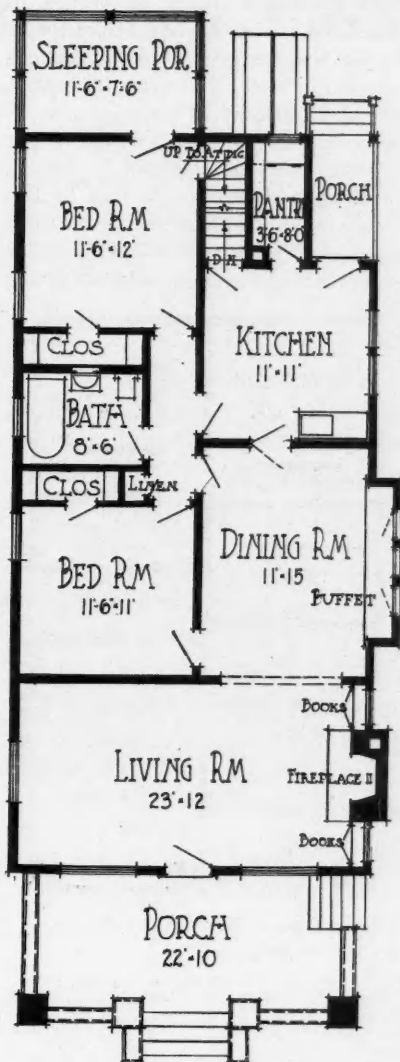 SLEEPING POR
11'-6"=7'-6"
UP TO ATTIC
BED RM
11'-6"=12'
PANTRY
3'6"=8'0"
PORCH
DN
CLOS
KITCHEN
11'=11'
BATH
8'=6'
CLOS
LINEN
DINING RM
11'=15
BED RM
11'-6"=11'
BUFFET
BOOKS
LIVING RM
23'=12
FIREPLACE
BOOKS
PORCH
22'=10